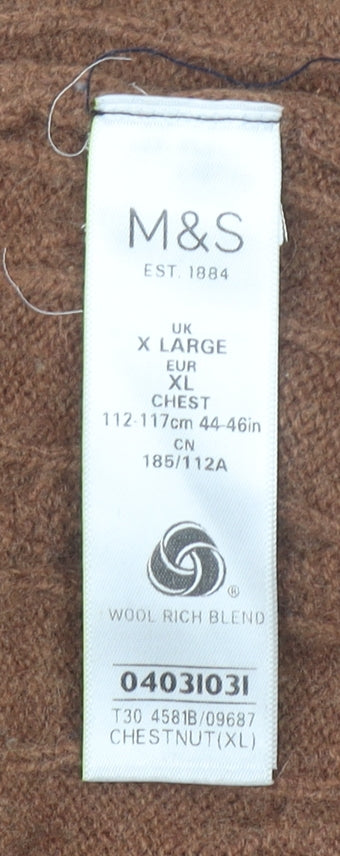 M&S
EST. 1884
UK
X LARGE
EUR
XL
CHEST
112-117cm 44-46in
CN
185/112A
®
WOOL RICH BLEND
04031031
T30 4581B/09687
CHESTNUT(XL)